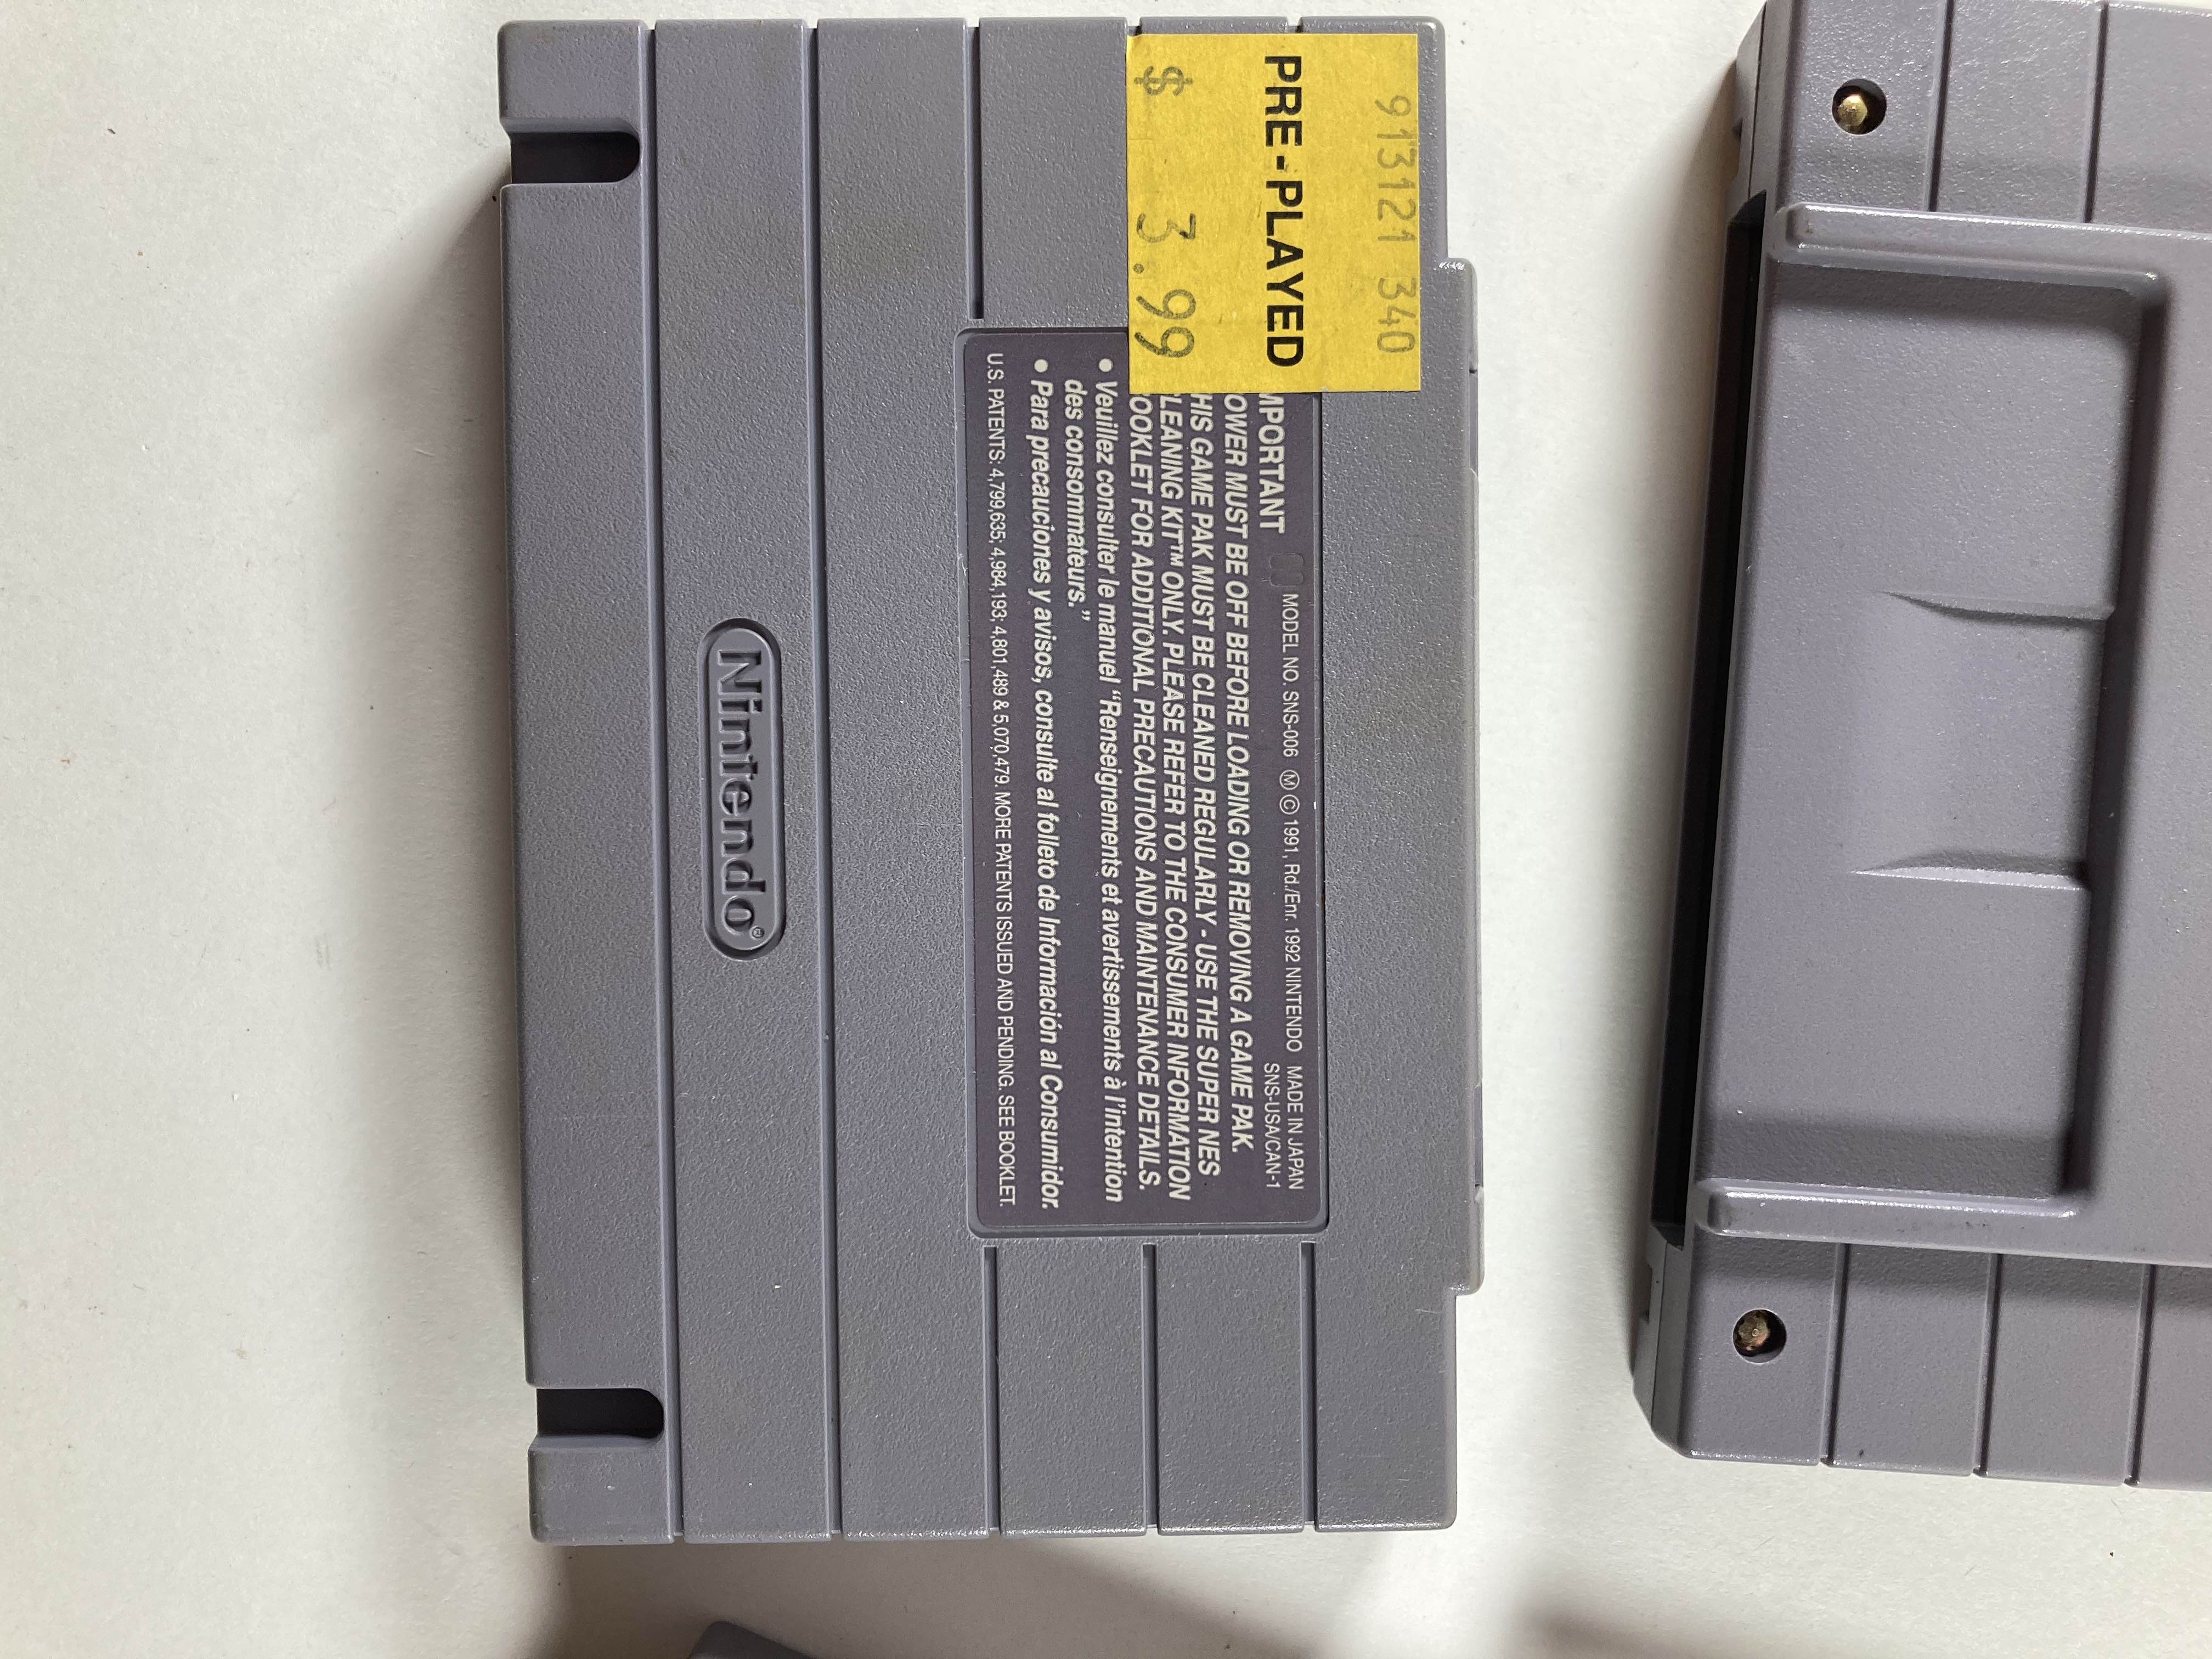 913121 340
PRE-PLAYED
$ 3.99
MPORTANT MODEL NO. SNS-006 Ⓜ © 1991, Rd./Enr. 1992 NINTENDO MADE IN JAPAN
SNS-USA/CAN-1
OWER MUST BE OFF BEFORE LOADING OR REMOVING A GAME PAK.
HIS GAME PAK MUST BE CLEANED REGULARLY - USE THE SUPER NES
LEANING KIT™ ONLY. PLEASE REFER TO THE CONSUMER INFORMATION
OOKLET FOR ADDITIONAL PRECAUTIONS AND MAINTENANCE DETAILS.
• Veuillez consulter le manuel "Renseignements et avertissements à l'intention
des consommateurs."
• Para precauciones y avisos, consulte al folleto de Información al Consumidor.
U.S. PATENTS: 4,799,635; 4,984,193; 4,801,489 & 5,070,479. MORE PATENTS ISSUED AND PENDING. SEE BOOKLET.
Nintendo®